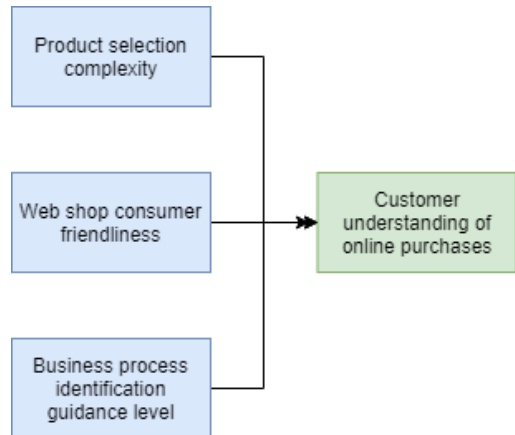 Product selection
complexity
Web shop consumer
friendliness
Customer
understanding of
online purchases
Business process
identification
guidance level